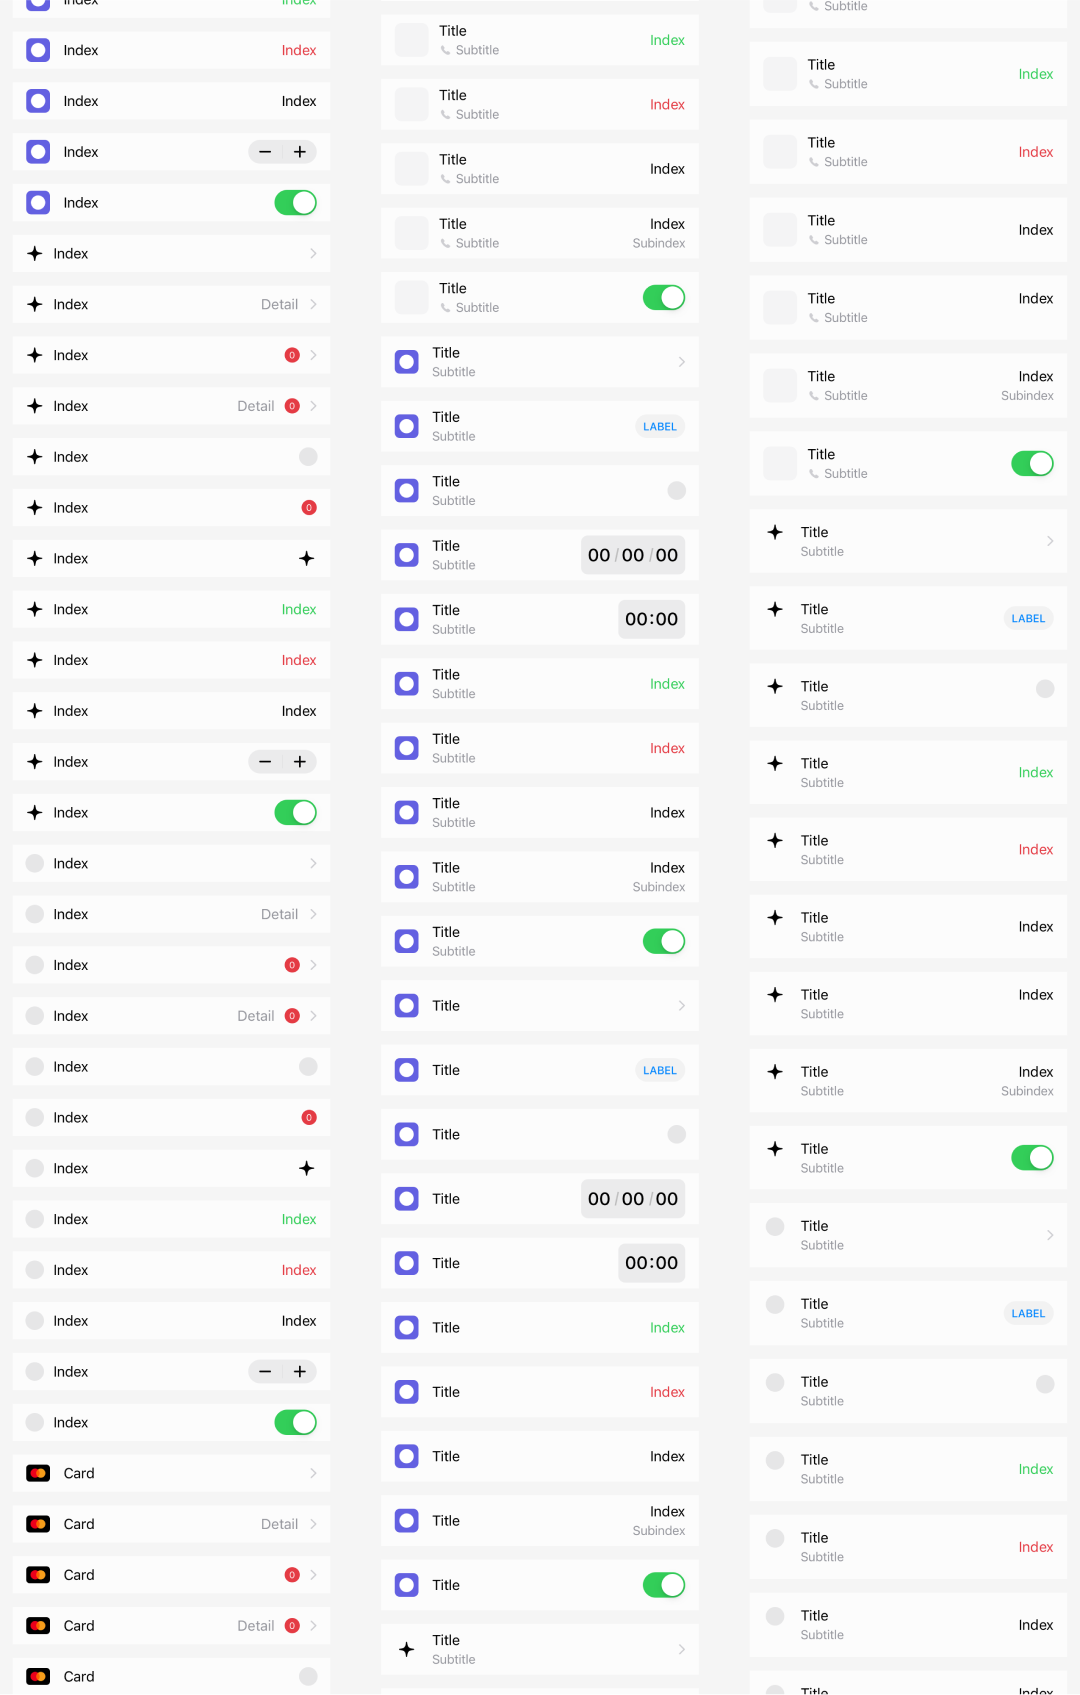 Index Index
Index Index
Index Index
Index
Index
Index
Index Detail
Index 0
Index Detail 0
Index
Index 0
Index
Index Index
Index Index
Index Index
Index
Index
Index
Index Detail
Index 0
Index Detail 0
Index
Index 0
Index
Index Index
Index Index
Index Index
Index
Index
Card
Card Detail
Card 0
Card Detail 0
Card
Title
Subtitle
Index
Title
Subtitle
Index
Title
Subtitle
Index
Title Index
Subtitle Subindex
Title
Subtitle
Title
Subtitle
Title
Subtitle
LABEL
Title
Subtitle
Title
Subtitle
00/00/00
Title
Subtitle
00:00
Title
Subtitle
Index
Title
Subtitle
Index
Title
Subtitle
Index
Title Index
Subtitle Subindex
Title
Subtitle
Title
Title LABEL
Title
Title 00/00/00
Title 00:00
Title Index
Title Index
Title Index
Title Index
Subindex
Title
Title
Subtitle
Subtitle
Title
Subtitle
Index
Title
Subtitle
Index
Title
Subtitle
Index
Title Index
Subtitle
Title Index
Subtitle Subindex
Title
Subtitle
Title
Subtitle
Title
Subtitle
LABEL
Title
Subtitle
Title
Subtitle
Index
Title
Subtitle
Index
Title
Subtitle
Index
Title Index
Subtitle
Title Index
Subtitle Subindex
Title
Subtitle
Title
Subtitle
Title
Subtitle
LABEL
Title
Subtitle
Title
Subtitle
Index
Title
Subtitle
Index
Title
Subtitle
Index
Title Index